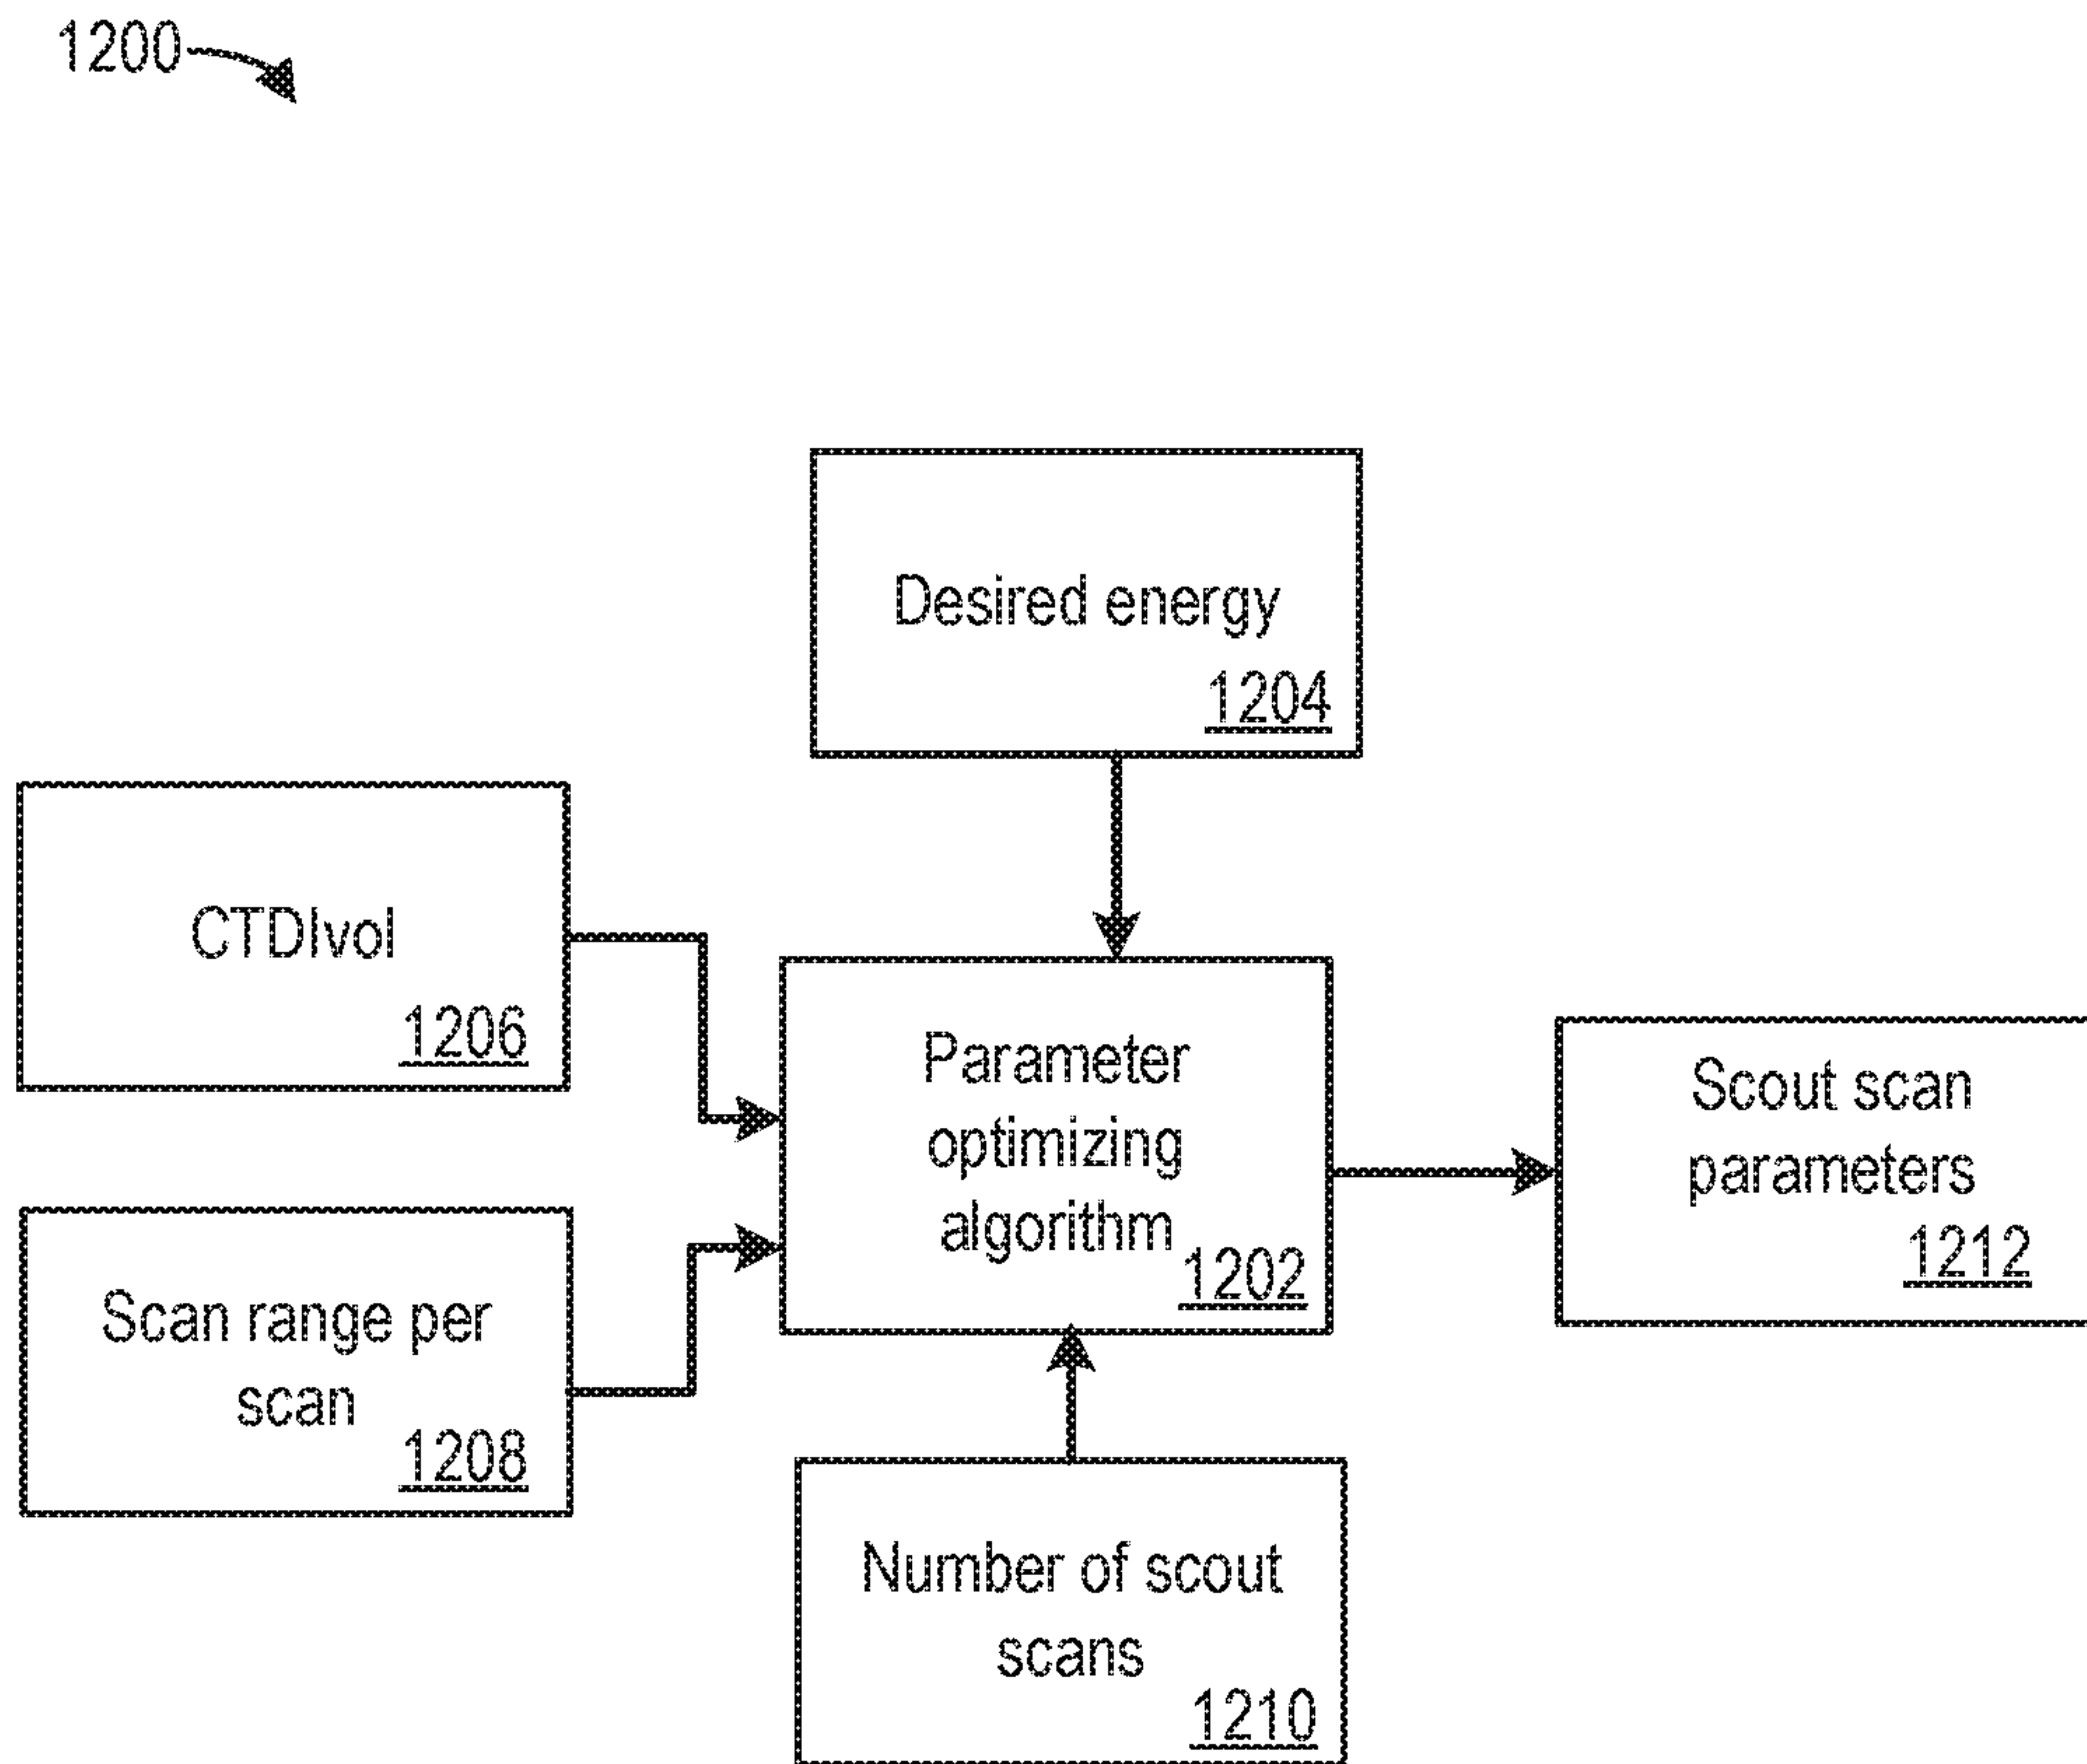 1200
Desired energy
1204
CTDIvol
1206
Parameter
optimizing
algorithm
1202
Scout scan
parameters
1212
Scan range per
scan
1208
Number of scout
scans
1210